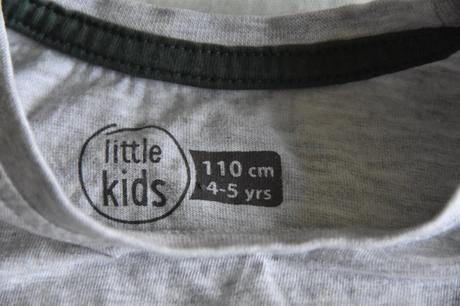 little
kids
110 cm
4-5 yrs